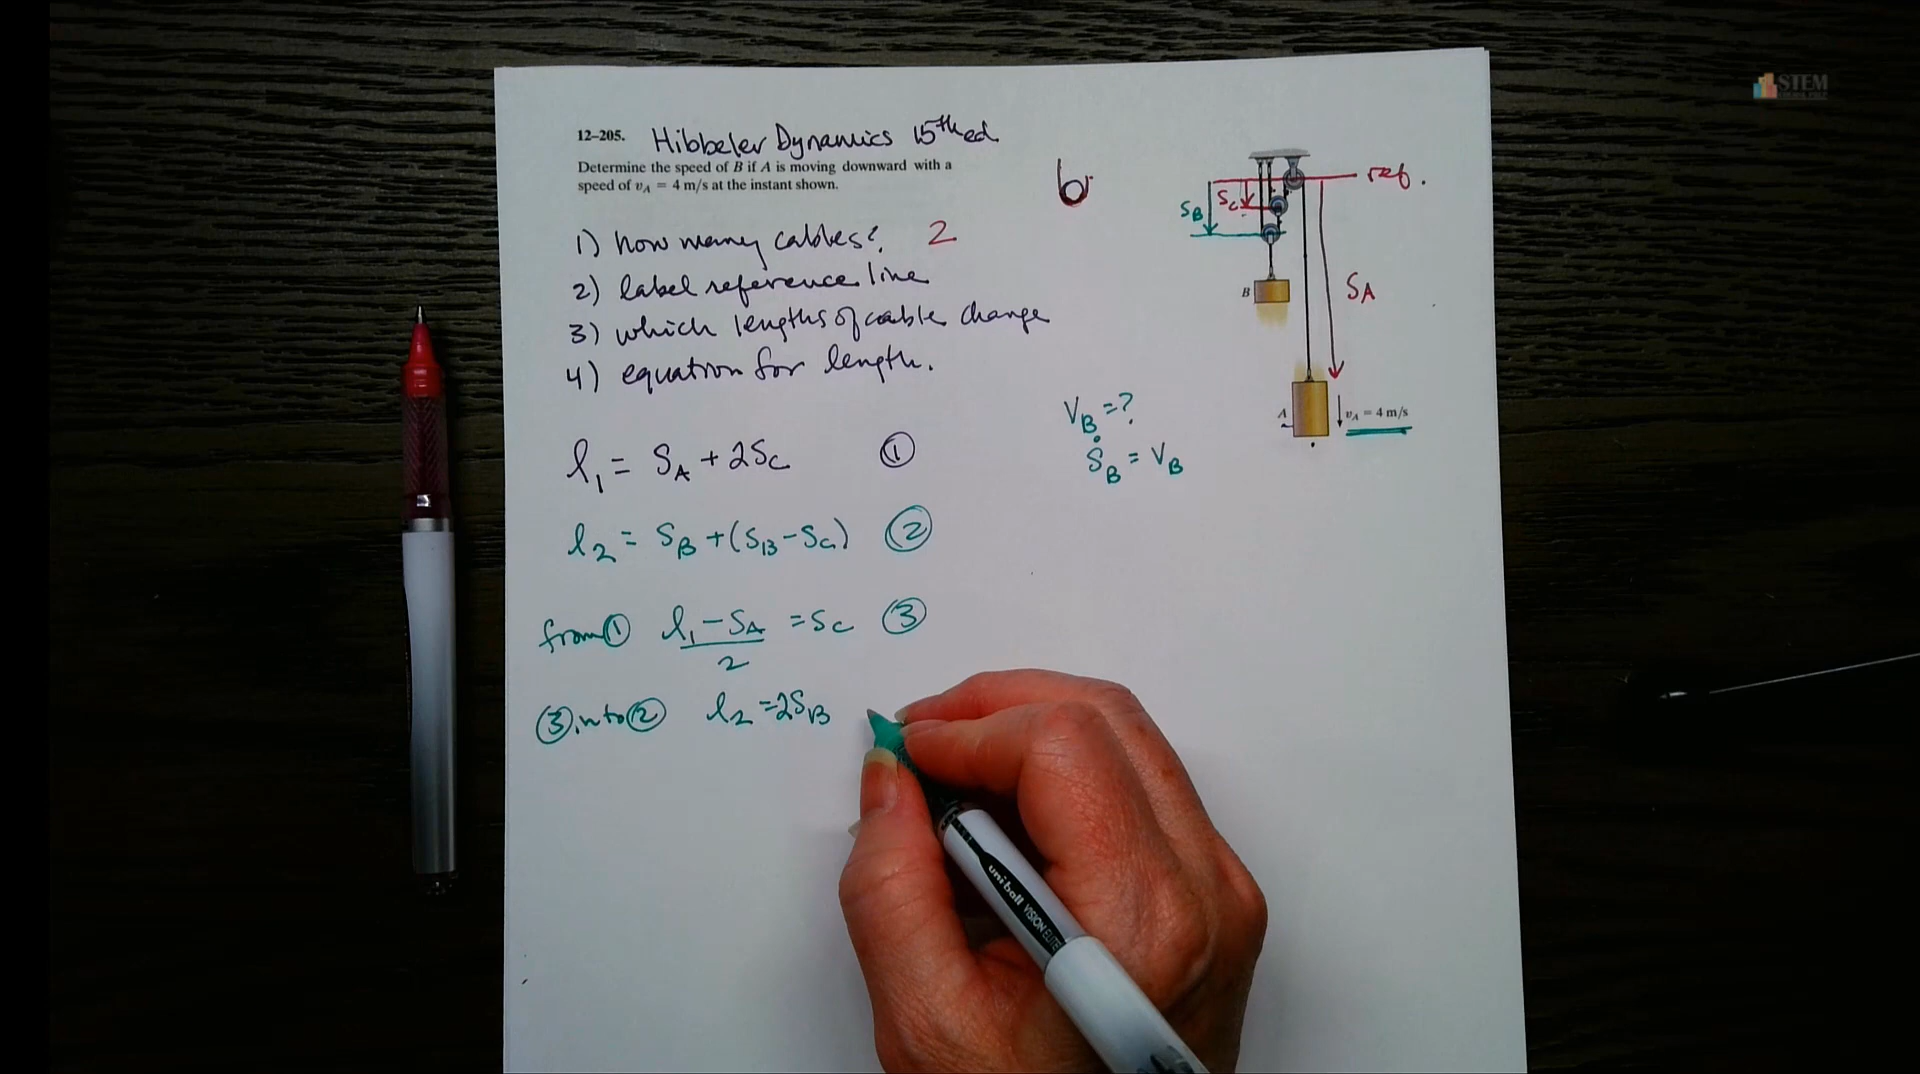 STEM
12–205. Hibbeler Dynamics 15th ed
Determine the speed of B if A is moving downward with a
speed of vA = 4 m/s at the instant shown.
1) how many cables? 2
2) label reference line
3) which lengths of cable change
4) equation for length.
ref.
SB
SC
SA
B
A
vA = 4 m/s
VB = ?
ṠB = VB
l1 = SA + 2SC ①
l2 = SB + (SB - SC) ②
from ① l1 - SA / 2 = SC ③
③ into ② l2 = 2SB
uni-ball VISION ELITE